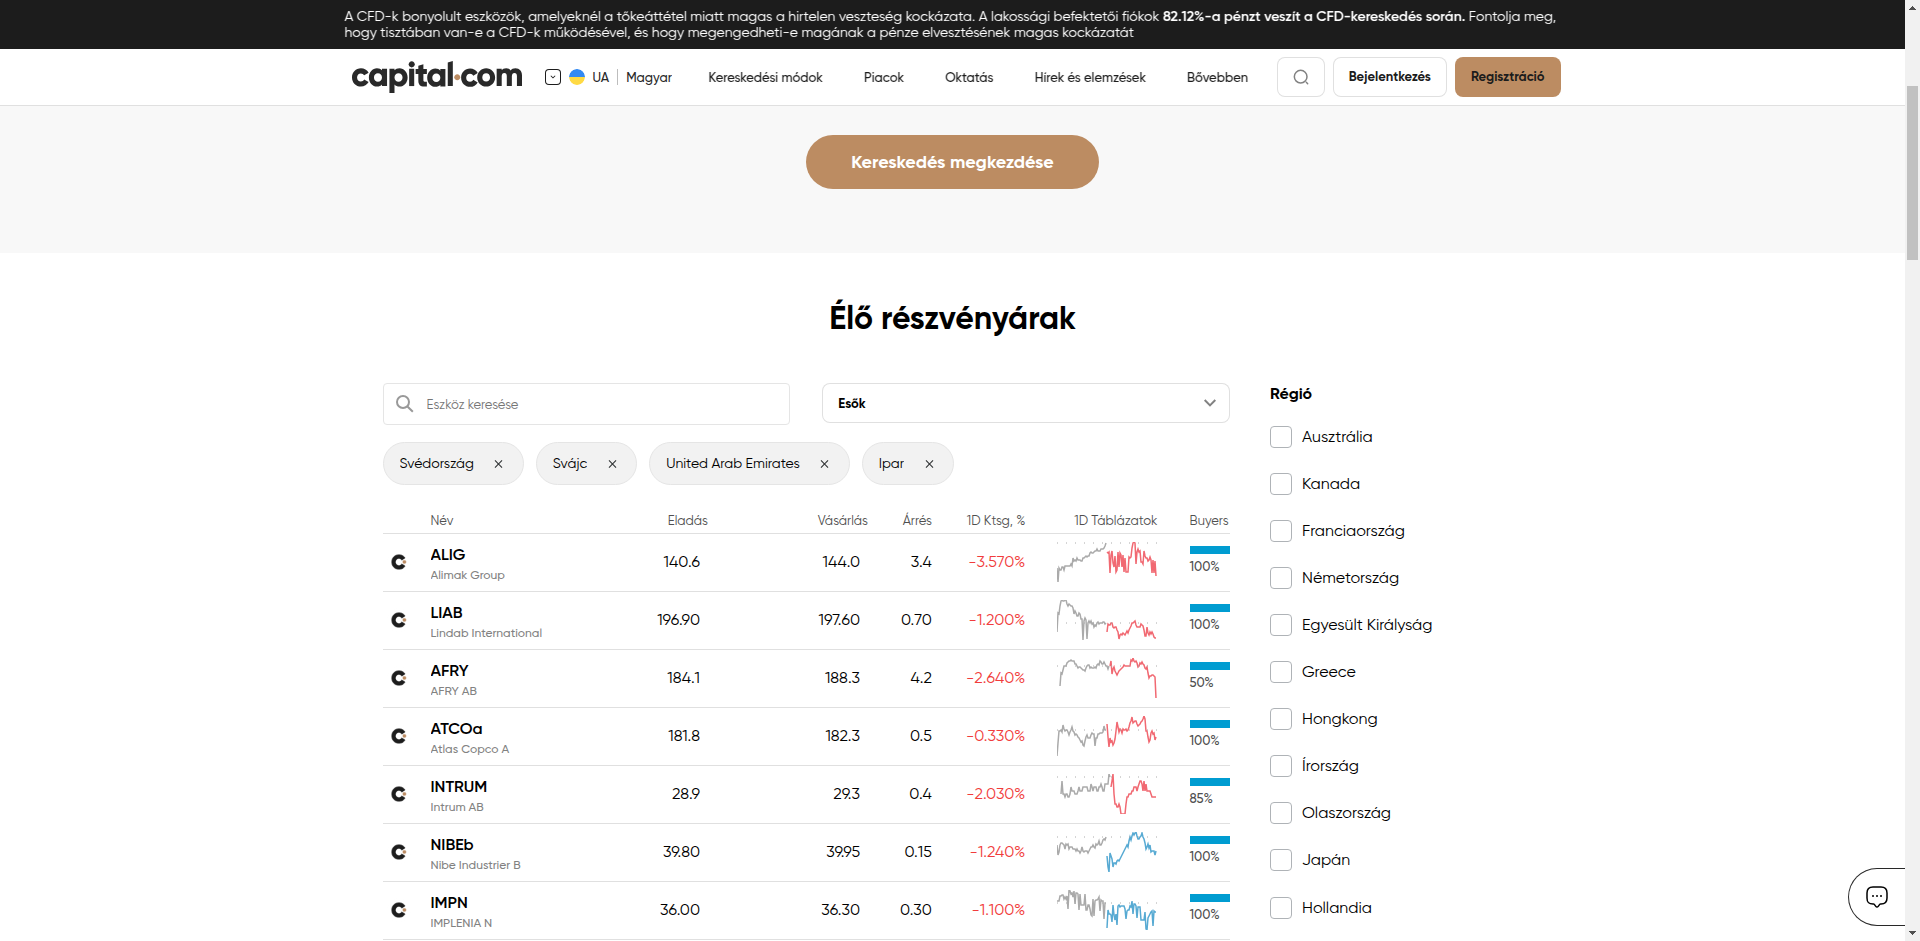 A CFD-k bonyolult eszközök, amelyeknél a tőkeáttétel miatt magas a hirtelen veszteség kockázata. A lakossági befektetői fiókok 82.12%-a pénzt veszít a CFD-kereskedés során. Fontolja meg,
hogy tisztában van-e a CFD-k működésével, és hogy megengedheti-e magának a pénze elvesztésének magas kockázatát
capital.com UA Magyar Kereskedési módok Piacok Oktatás Hírek és elemzések Bővebben Bejelentkezés Regisztráció
Kereskedés megkezdése
Élő részvényárak
Eszköz keresése Esők
Svédország Svájc United Arab Emirates Ipar
Név Eladás Vásárlás Árrés 1D Ktsg, % 1D Táblázatok Buyers
ALIG 140.6 144.0 3.4 -3.570% 100%
Alimak Group
LIAB 196.90 197.60 0.70 -1.200% 100%
Lindab International
AFRY 184.1 188.3 4.2 -2.640% 50%
AFRY AB
ATCOa 181.8 182.3 0.5 -0.330% 100%
Atlas Copco A
INTRUM 28.9 29.3 0.4 -2.030% 85%
Intrum AB
NIBEb 39.80 39.95 0.15 -1.240% 100%
Nibe Industrier B
IMPN 36.00 36.30 0.30 -1.100% 100%
IMPLENIA N
Régió
Ausztrália
Kanada
Franciaország
Németország
Egyesült Királyság
Greece
Hongkong
Írország
Olaszország
Japán
Hollandia